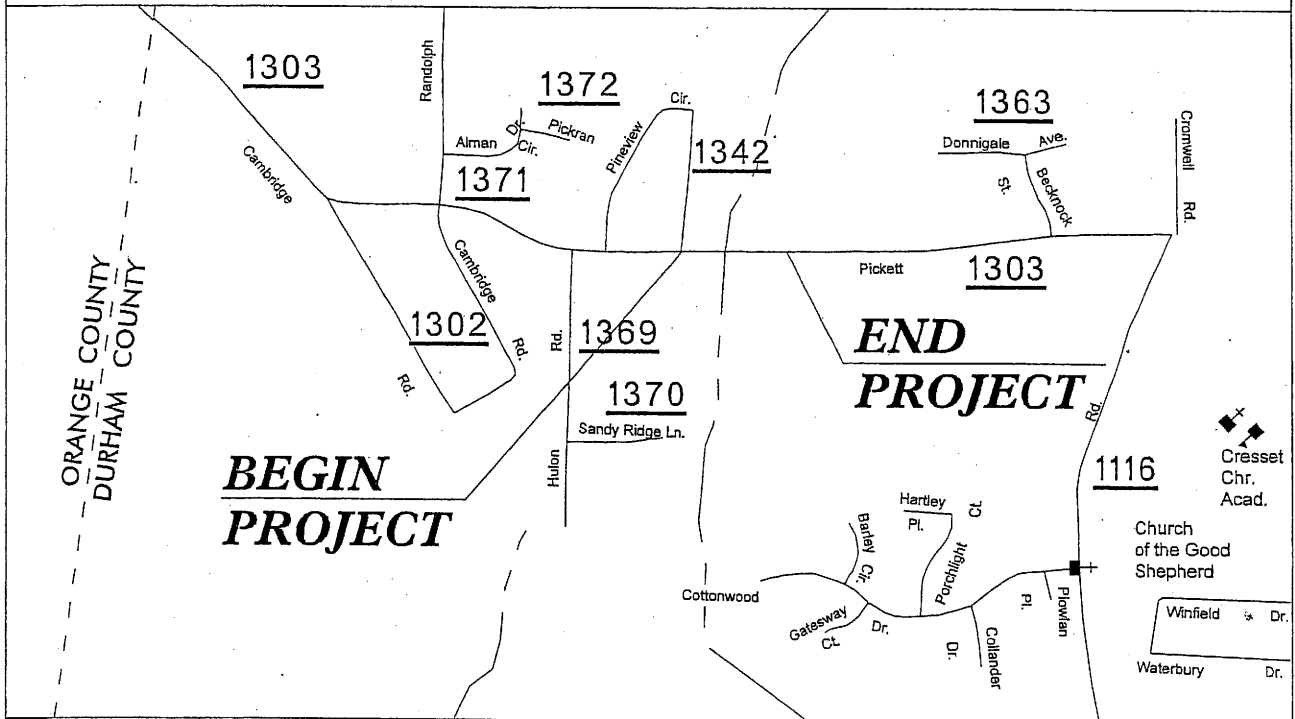 1303
Randolph
1372
Cir.
Dr.
Pickran
Alman
Cir.
Pineview
1342
1371
1363
Donnigale
Ave.
St.
Becknock
Cromwell
Rd.
Cambridge
Cambridge
Rd.
1302
Rd.
Pickett
1303
ORANGE COUNTY
DURHAM COUNTY
Rd.
1369
1370
Sandy Ridge Ln.
Hulon
BEGIN
PROJECT
END
PROJECT
Rd.
1116
Cresset
Chr.
Acad.
Church
of the Good
Shepherd
Hartley
Pl.
Ct.
Barley Cir.
Porchlight
Cottonwood
Gatesway
Ct.
Dr.
Dr.
Collander
Pl.
Plowlan
Winfield
Dr.
Waterbury
Dr.